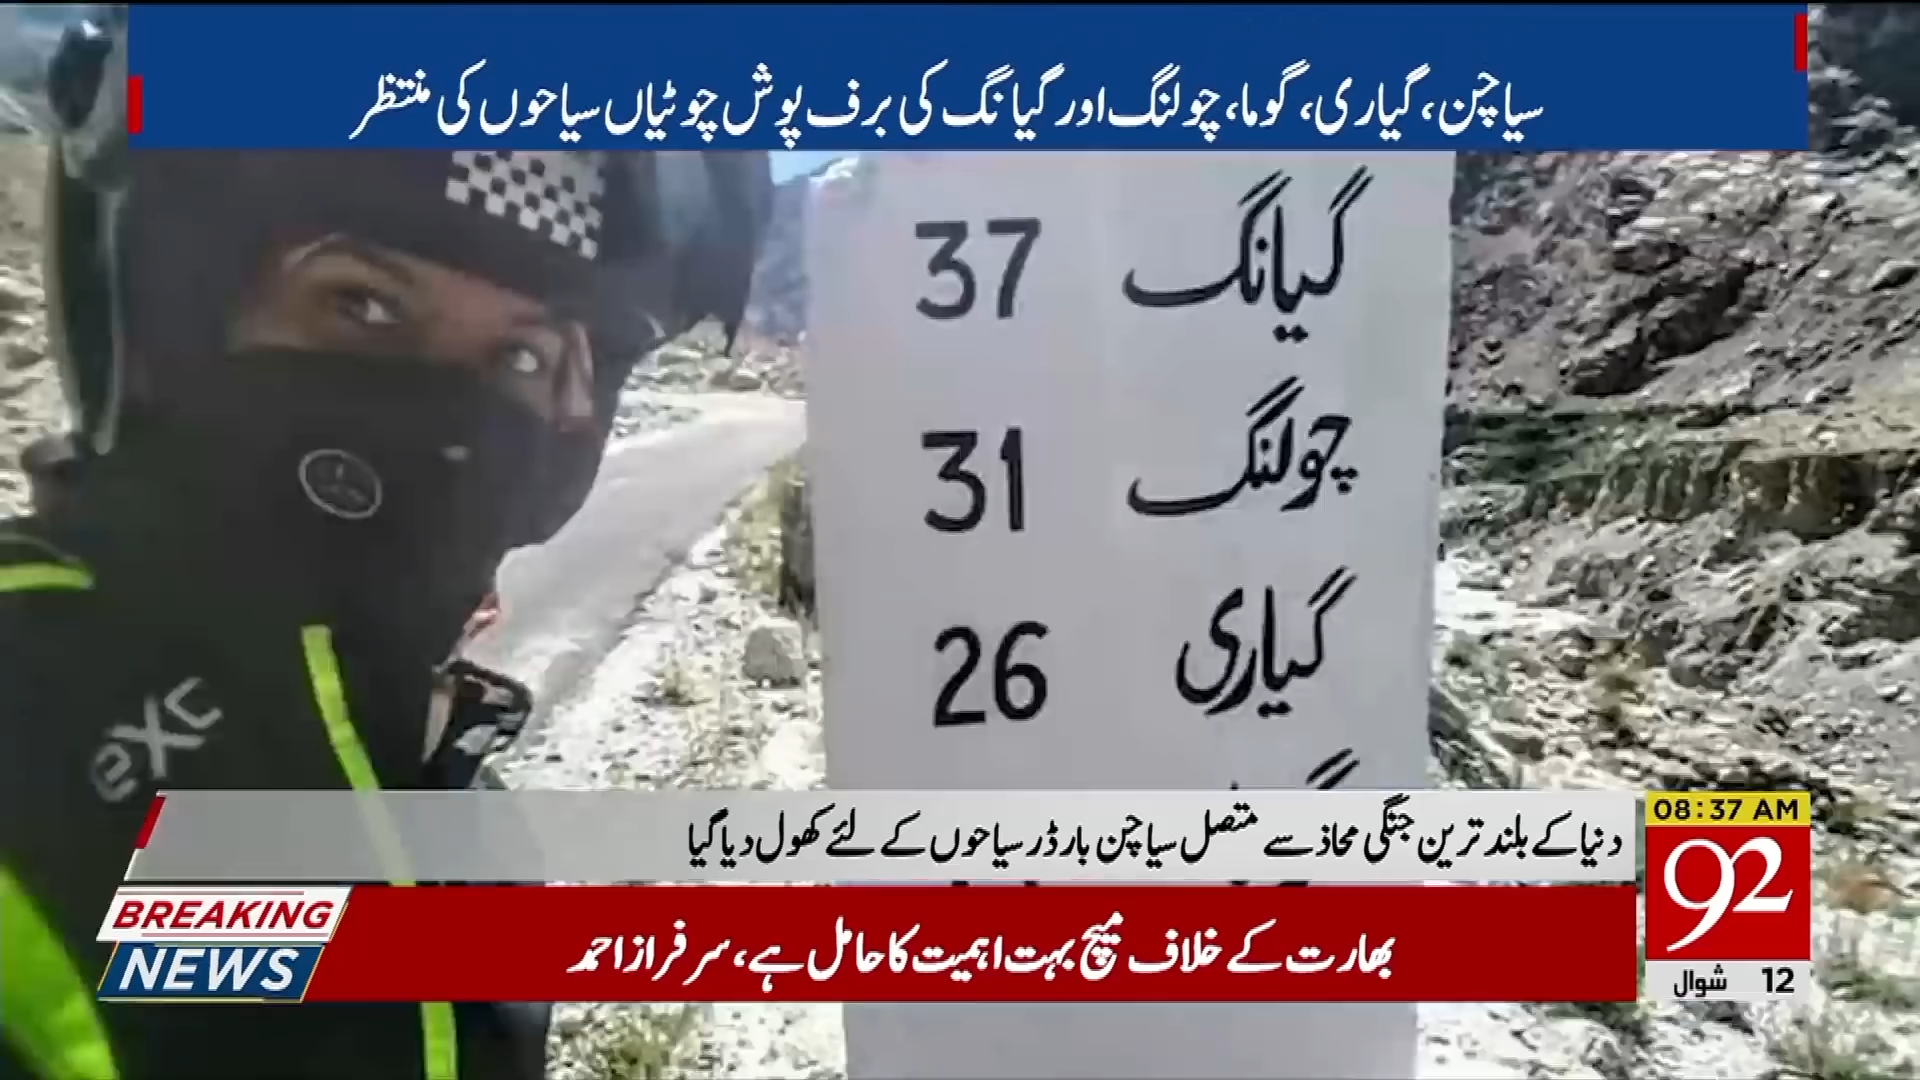 سیاچن، گیاری، گوما، چولنگ اور گیانگ کی برف پوش چوٹیاں سیاحوں کی منتظر
گیانگ 37
چولنگ 31
گیاری 26
exc
دنیا کے بلند ترین جنگی محاذ سے متصل سیاچن بارڈر سیاحوں کے لئے کھول دیا گیا
08:37 AM
92
BREAKING
NEWS
بھارت کے خلاف میچ بہت اہمیت کا حامل ہے، سرفراز احمد
12 شوال